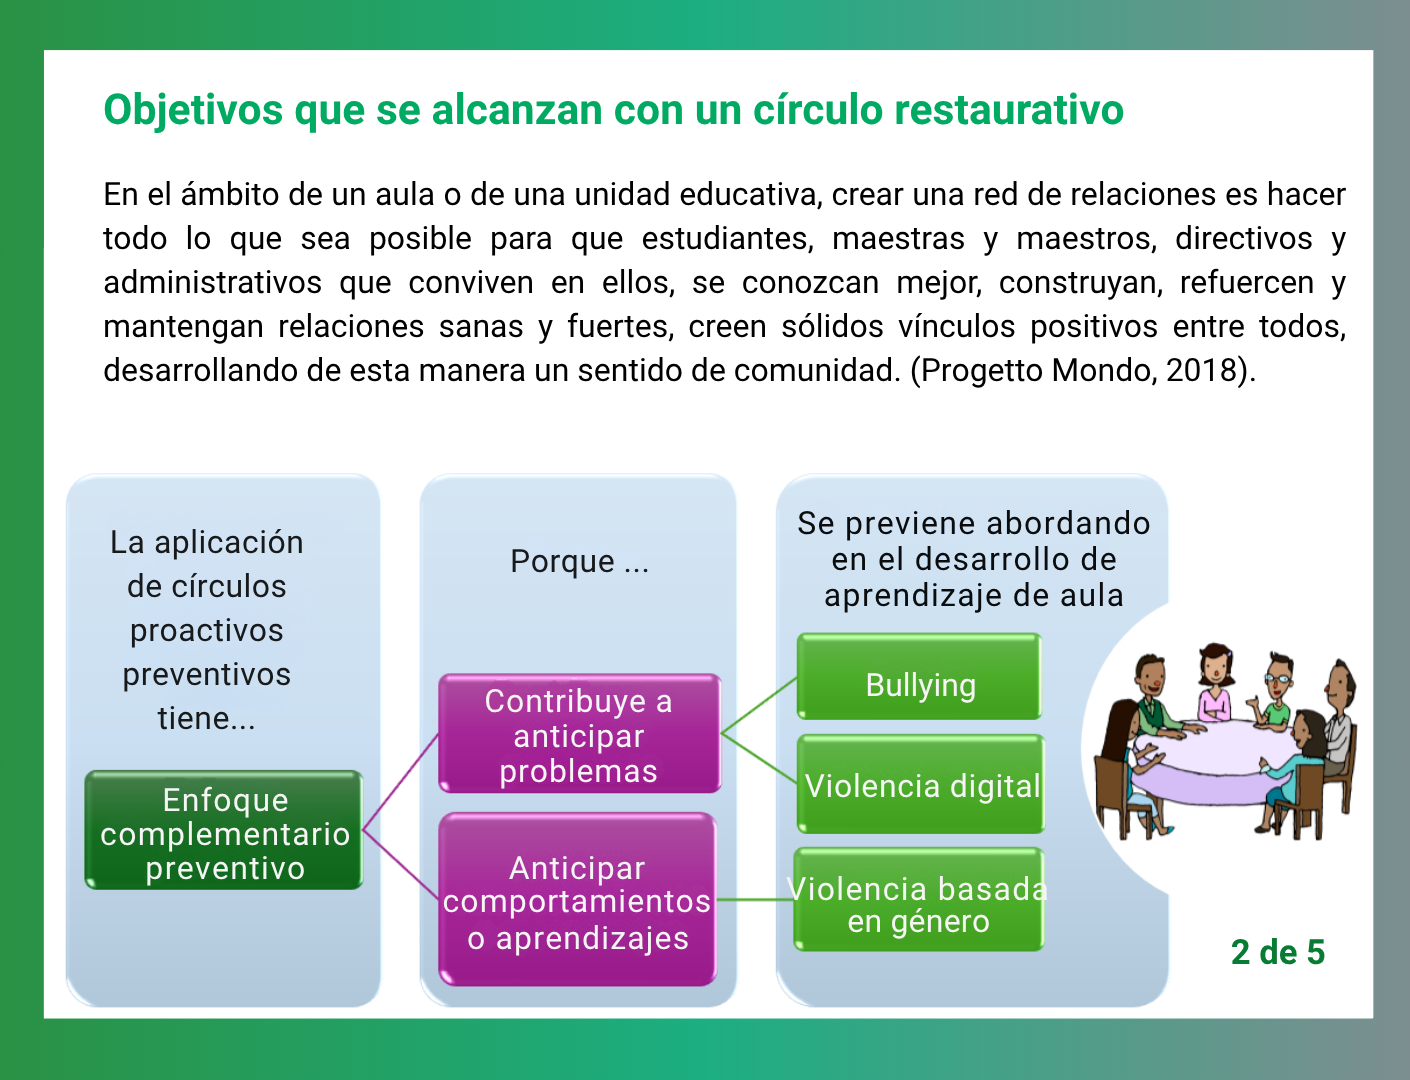 Objetivos que se alcanzan con un círculo restaurativo
En el ámbito de un aula o de una unidad educativa, crear una red de relaciones es hacer
todo lo que sea posible para que estudiantes, maestras y maestros, directivos y
administrativos que conviven en ellos, se conozcan mejor, construyan, refuercen y
mantengan relaciones sanas y fuertes, creen sólidos vínculos positivos entre todos,
desarrollando de esta manera un sentido de comunidad. (Progetto Mondo, 2018).
La aplicación
de círculos
proactivos
preventivos
tiene...
Enfoque
complementario
preventivo
Porque ...
Contribuye a
anticipar
problemas
Anticipar
comportamientos
o aprendizajes
Se previene abordando
en el desarrollo de
aprendizaje de aula
Bullying
Violencia digital
Violencia basada
en género
2 de 5